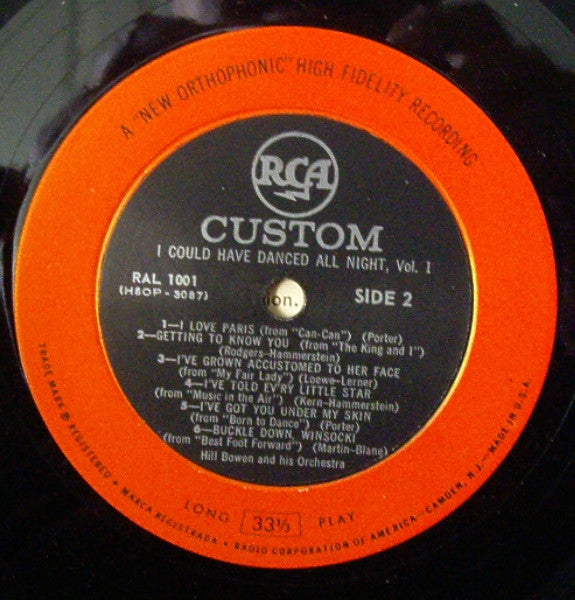 A "NEW ORTHOPHONIC" HIGH FIDELITY RECORDING
RCA
CUSTOM
I COULD HAVE DANCED ALL NIGHT, Vol. I
RAL 1001
(H8OP - 3087)
ion.
SIDE 2
1—I LOVE PARIS (from "Can-Can") (Porter)
2—GETTING TO KNOW YOU (from "The King and I")
(Rodgers-Hammerstein)
3—I'VE GROWN ACCUSTOMED TO HER FACE
(from "My Fair Lady") (Loewe-Lerner)
4—I'VE TOLD EV'RY LITTLE STAR
(from "Music in the Air") (Kern-Hammerstein)
5—I'VE GOT YOU UNDER MY SKIN
(from "Born to Dance") (Porter)
6—BUCKLE DOWN, WINSOCKI
(from "Best Foot Forward") (Martin-Blane)
Hill Bowen and his Orchestra
LONG 33⅓ PLAY
TRADE MARK ® REGISTERED • MARCA REGISTRADA • RADIO CORPORATION OF AMERICA—CAMDEN, N.J.—MADE IN U.S.A.